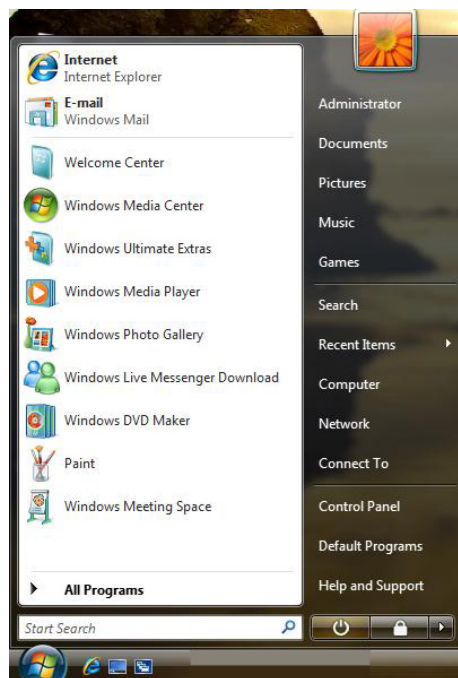 Internet
Internet Explorer
E-mail
Windows Mail
Welcome Center
Windows Media Center
Windows Ultimate Extras
Windows Media Player
Windows Photo Gallery
Windows Live Messenger Download
Windows DVD Maker
Paint
Windows Meeting Space
All Programs
Start Search
Administrator
Documents
Pictures
Music
Games
Search
Recent Items
Computer
Network
Connect To
Control Panel
Default Programs
Help and Support